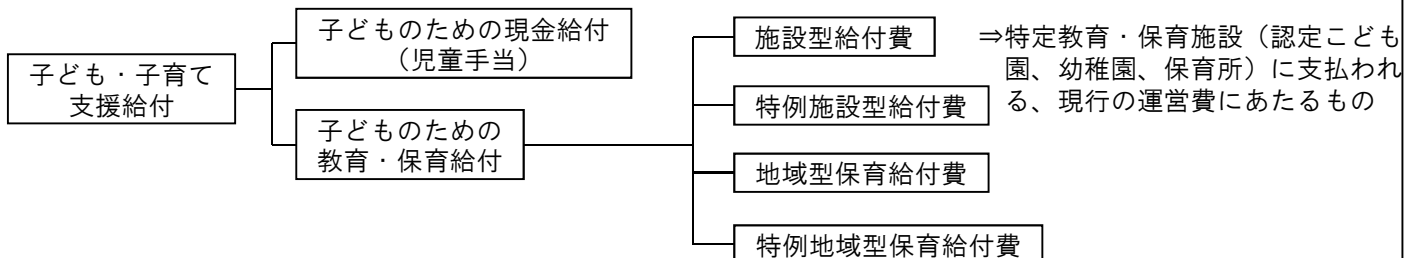 子ども・子育て
支援給付
子どものための現金給付
（児童手当）
子どものための
教育・保育給付
施設型給付費
特例施設型給付費
地域型保育給付費
特例地域型保育給付費
⇒特定教育・保育施設（認定こども
園、幼稚園、保育所）に支払われ
る、現行の運営費にあたるもの